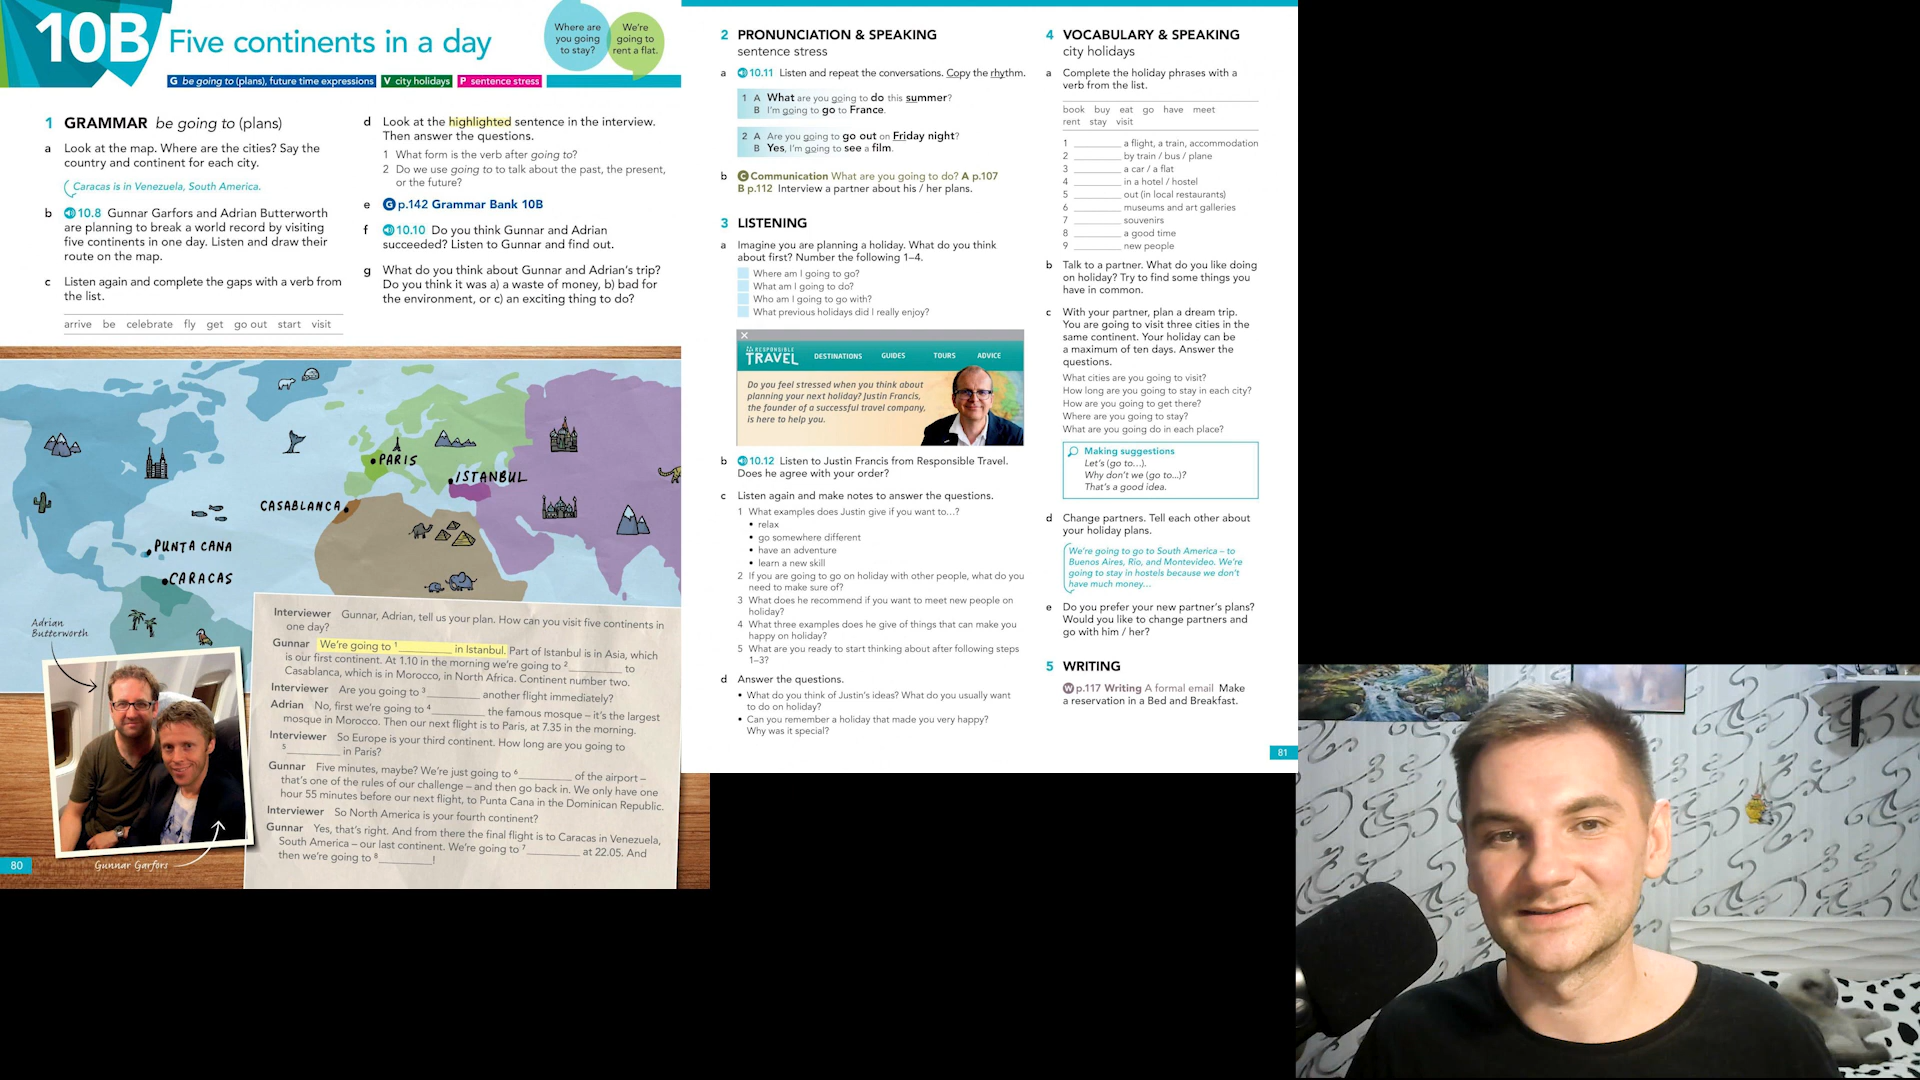 10B Five continents in a day
Where are
you going
to stay?
We're
going to
rent a flat.
G be going to (plans), future time expressions V city holidays P sentence stress
1 GRAMMAR be going to (plans)
a Look at the map. Where are the cities? Say the
country and continent for each city.
Caracas is in Venezuela, South America.
b 10.8 Gunnar Garfors and Adrian Butterworth
are planning to break a world record by visiting
five continents in one day. Listen and draw their
route on the map.
c Listen again and complete the gaps with a verb from
the list.
arrive be celebrate fly get go out start visit
d Look at the highlighted sentence in the interview.
Then answer the questions.
1 What form is the verb after going to?
2 Do we use going to to talk about the past, the present,
or the future?
e G p.142 Grammar Bank 10B
f 10.10 Do you think Gunnar and Adrian
succeeded? Listen to Gunnar and find out.
g What do you think about Gunnar and Adrian's trip?
Do you think it was a) a waste of money, b) bad for
the environment, or c) an exciting thing to do?
PARIS
ISTANBUL
CASABLANCA
PUNTA CANA
CARACAS
Adrian
Butterworth
Gunnar Garfors
Interviewer Gunnar, Adrian, tell us your plan. How can you visit five continents in
one day?
Gunnar We're going to 1________ in Istanbul. Part of Istanbul is in Asia, which
is our first continent. At 1.10 in the morning we're going to 2________ to
Casablanca, which is in Morocco, in North Africa. Continent number two.
Interviewer Are you going to 3________ another flight immediately?
Adrian No, first we're going to 4________ the famous mosque – it's the largest
mosque in Morocco. Then our next flight is to Paris, at 7.35 in the morning.
Interviewer So Europe is your third continent. How long are you going to
5________ in Paris?
Gunnar Five minutes, maybe? We're just going to 6________ of the airport –
that's one of the rules of our challenge – and then go back in. We only have one
hour 55 minutes before our next flight, to Punta Cana in the Dominican Republic.
Interviewer So North America is your fourth continent?
Gunnar Yes, that's right. And from there the final flight is to Caracas in Venezuela,
South America – our last continent. We're going to 7________ at 22.05. And
then we're going to 8________!
80
2 PRONUNCIATION & SPEAKING
sentence stress
a 10.11 Listen and repeat the conversations. Copy the rhythm.
1 A What are you going to do this summer?
B I'm going to go to France.
2 A Are you going to go out on Friday night?
B Yes, I'm going to see a film.
b C Communication What are you going to do? A p.107
B p.112 Interview a partner about his / her plans.
3 LISTENING
a Imagine you are planning a holiday. What do you think
about first? Number the following 1–4.
Where am I going to go?
What am I going to do?
Who am I going to go with?
What previous holidays did I really enjoy?
RESPONSIBLE
TRAVEL DESTINATIONS GUIDES TOURS ADVICE
Do you feel stressed when you think about
planning your next holiday? Justin Francis,
the founder of a successful travel company,
is here to help you.
b 10.12 Listen to Justin Francis from Responsible Travel.
Does he agree with your order?
c Listen again and make notes to answer the questions.
1 What examples does Justin give if you want to…?
• relax
• go somewhere different
• have an adventure
• learn a new skill
2 If you are going to go on holiday with other people, what do you
need to make sure of?
3 What does he recommend if you want to meet new people on
holiday?
4 What three examples does he give of things that can make you
happy on holiday?
5 What are you ready to start thinking about after following steps
1–3?
d Answer the questions.
• What do you think of Justin's ideas? What do you usually want
to do on holiday?
• Can you remember a holiday that made you very happy?
Why was it special?
4 VOCABULARY & SPEAKING
city holidays
a Complete the holiday phrases with a
verb from the list.
book buy eat go have meet
rent stay visit
1 ________ a flight, a train, accommodation
2 ________ by train / bus / plane
3 ________ a car / a flat
4 ________ in a hotel / hostel
5 ________ out (in local restaurants)
6 ________ museums and art galleries
7 ________ souvenirs
8 ________ a good time
9 ________ new people
b Talk to a partner. What do you like doing
on holiday? Try to find some things you
have in common.
c With your partner, plan a dream trip.
You are going to visit three cities in the
same continent. Your holiday can be
a maximum of ten days. Answer the
questions.
What cities are you going to visit?
How long are you going to stay in each city?
How are you going to get there?
Where are you going to stay?
What are you going do in each place?
Making suggestions
Let's (go to…).
Why don't we (go to...)?
That's a good idea.
d Change partners. Tell each other about
your holiday plans.
We're going to go to South America – to
Buenos Aires, Rio, and Montevideo. We're
going to stay in hostels because we don't
have much money…
e Do you prefer your new partner's plans?
Would you like to change partners and
go with him / her?
5 WRITING
W p.117 Writing A formal email Make
a reservation in a Bed and Breakfast.
81